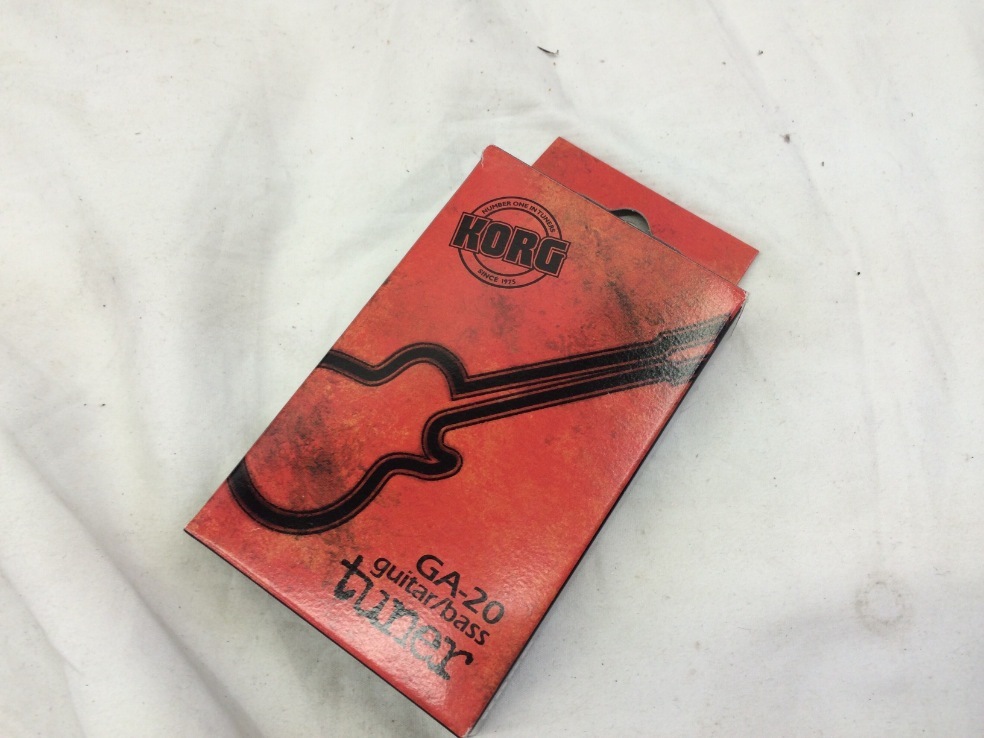 NUMBER ONE IN TUNERS
KORG
SINCE 1975
GA-20
guitar/bass
tuner